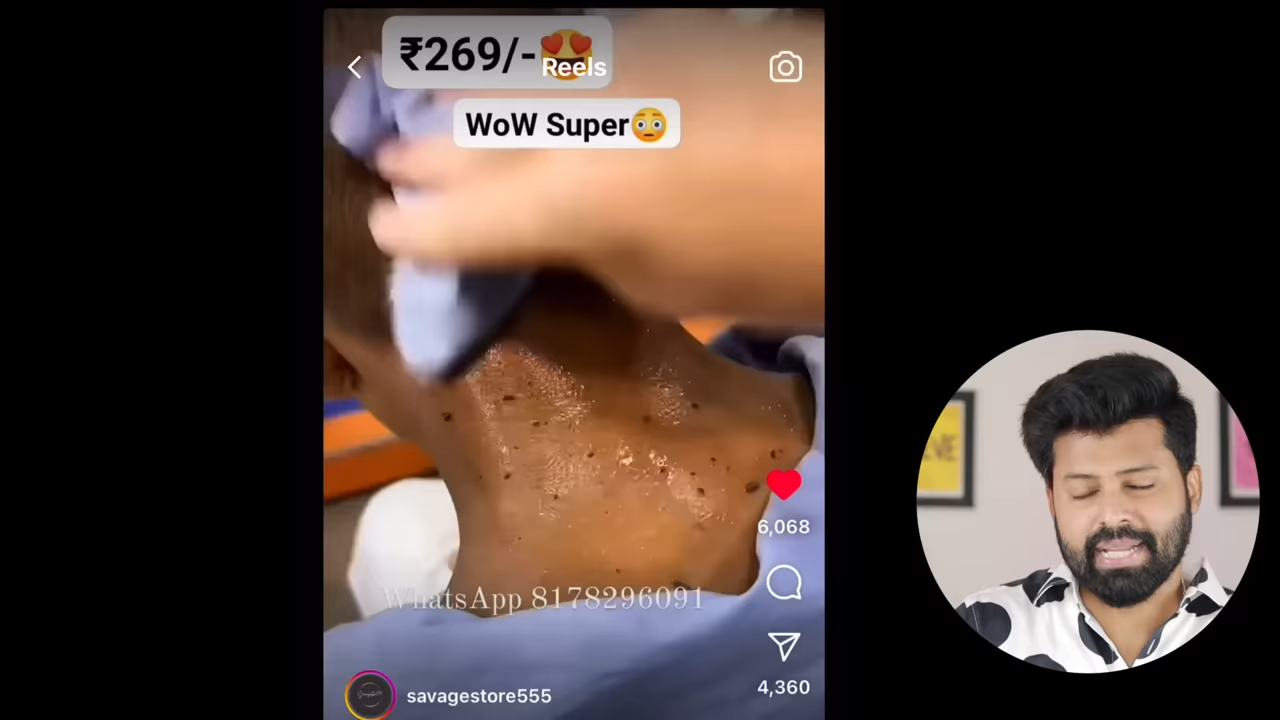 ₹269/-😍
Reels
WoW Super😳
6,068
WhatsApp 8178296091
4,360
savagestore555